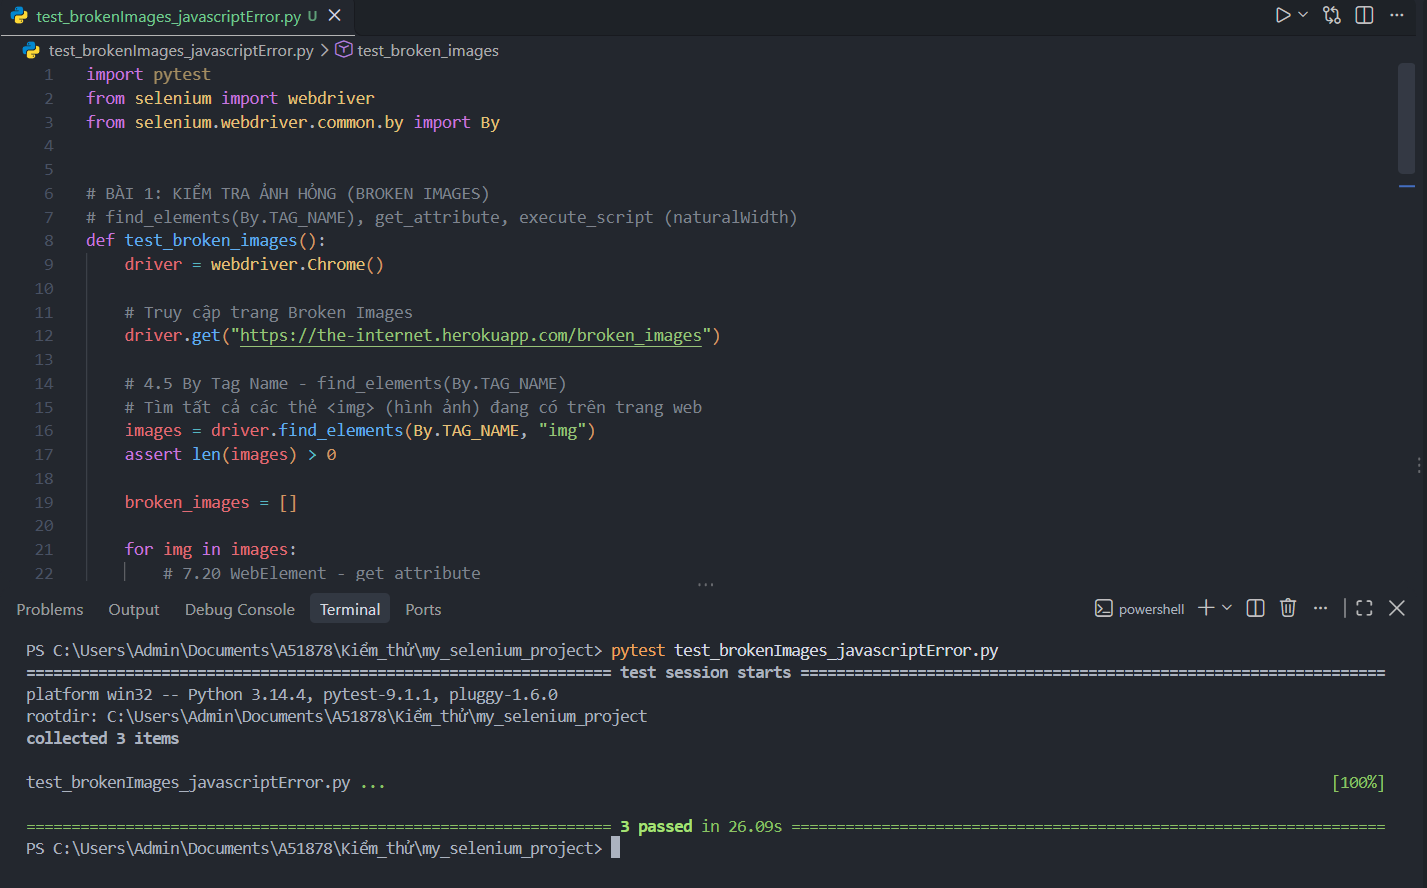 test_brokenImages_javascriptError.py U
test_brokenImages_javascriptError.py > test_broken_images
1 import pytest
2 from selenium import webdriver
3 from selenium.webdriver.common.by import By
4
5
6 # BÀI 1: KIỂM TRA ẢNH HỎNG (BROKEN IMAGES)
7 # find_elements(By.TAG_NAME), get_attribute, execute_script (naturalWidth)
8 def test_broken_images():
9     driver = webdriver.Chrome()
10
11     # Truy cập trang Broken Images
12     driver.get("https://the-internet.herokuapp.com/broken_images")
13
14     # 4.5 By Tag Name - find_elements(By.TAG_NAME)
15     # Tìm tất cả các thẻ <img> (hình ảnh) đang có trên trang web
16     images = driver.find_elements(By.TAG_NAME, "img")
17     assert len(images) > 0
18
19     broken_images = []
20
21     for img in images:
22         # 7.20 WebElement - get attribute
Problems Output Debug Console Terminal Ports powershell
PS C:\Users\Admin\Documents\A51878\Kiểm_thử\my_selenium_project> pytest test_brokenImages_javascriptError.py
================================================================= test session starts =================================================================
platform win32 -- Python 3.14.4, pytest-9.1.1, pluggy-1.6.0
rootdir: C:\Users\Admin\Documents\A51878\Kiểm_thử\my_selenium_project
collected 3 items
test_brokenImages_javascriptError.py ... [100%]
================================================================= 3 passed in 26.09s ==================================================================
PS C:\Users\Admin\Documents\A51878\Kiểm_thử\my_selenium_project>